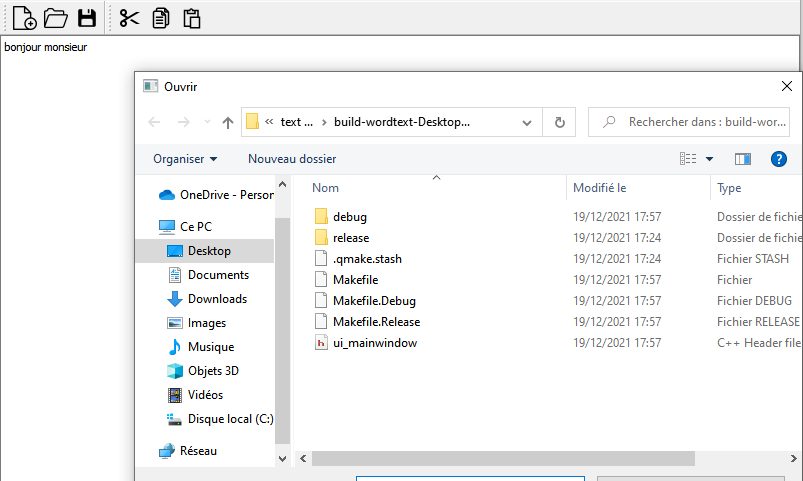 bonjour monsieur
Ouvrir
text ... build-wordtext-Desktop...
Rechercher dans : build-wor...
Organiser
Nouveau dossier
OneDrive - Person
Ce PC
Desktop
Documents
Downloads
Images
Musique
Objets 3D
Vidéos
Disque local (C:)
Réseau
Nom Modifié le Type
debug 19/12/2021 17:57 Dossier de fichie
release 19/12/2021 17:24 Dossier de fichie
.qmake.stash 19/12/2021 17:24 Fichier STASH
Makefile 19/12/2021 17:57 Fichier
Makefile.Debug 19/12/2021 17:57 Fichier DEBUG
Makefile.Release 19/12/2021 17:57 Fichier RELEASE
ui_mainwindow 19/12/2021 17:57 C++ Header file